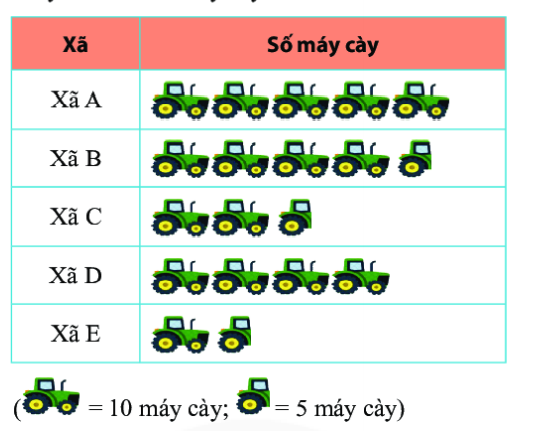 Xã Số máy cày
Xã A
Xã B
Xã C
Xã D
Xã E
( = 10 máy cày; = 5 máy cày)